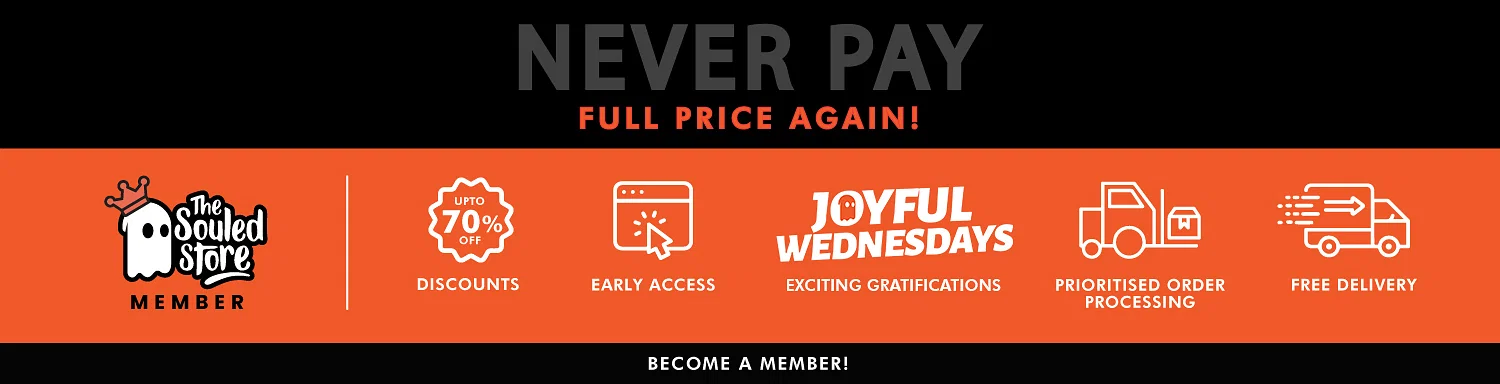 NEVER PAY
FULL PRICE AGAIN!
The
Souled
Store
MEMBER
UPTO
70%
OFF
DISCOUNTS
EARLY ACCESS
JOYFUL
WEDNESDAYS
EXCITING GRATIFICATIONS
PRIORITISED ORDER
PROCESSING
FREE DELIVERY
BECOME A MEMBER!